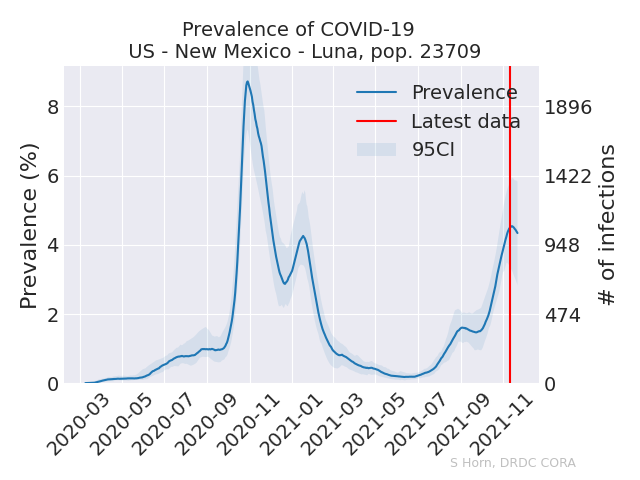 Prevalence of COVID-19
US - New Mexico - Luna, pop. 23709
Prevalence
Latest data
95CI
Prevalence (%)
8
6
4
2
0
# of infections
1896
1422
948
474
0
2020-03
2020-05
2020-07
2020-09
2020-11
2021-01
2021-03
2021-05
2021-07
2021-09
2021-11
S Horn, DRDC CORA